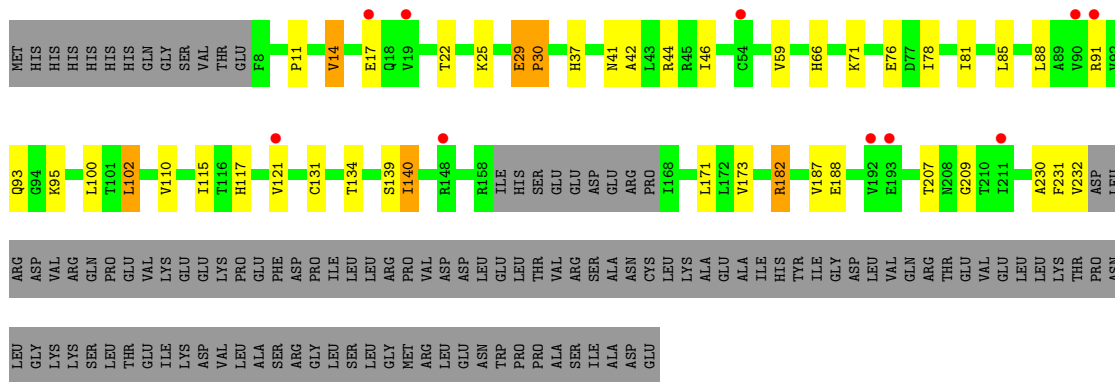 MET HIS HIS HIS HIS HIS HIS GLN GLY SER VAL THR GLU F8 P11 V14 E17 Q18 V19 T22 K25 E29 P30 H37 N41 A42 L43 R44 R45 I46 C54 V59 H66 K71 E76 D77 I78 I81 L85 L88 A89 V90 R91 V92
Q93 G94 K95 L100 T101 L102 V110 I115 T116 H117 V121 C131 T134 S139 I140 R148 R158 ILE HIS SER GLU GLU ASP GLU ARG PRO I168 L171 L172 V173 R182 V187 E188 V192 E193 T207 N208 G209 T210 I211 A230 F231 V232 ASP LEU
ARG ASP VAL ARG GLN PRO GLU VAL LYS GLU GLU LYS PRO GLU PHE ASP PRO ILE LEU LEU ARG PRO VAL ASP ASP LEU GLU LEU THR VAL ARG SER ALA ASN CYS LEU LYS ALA GLU ALA ILE HIS TYR ILE GLY ASP LEU VAL GLN ARG THR GLU VAL GLU LEU LEU LYS THR PRO ASN
LEU GLY LYS LYS SER LEU THR GLU ILE LYS ASP VAL LEU ALA SER ARG GLY LEU SER LEU GLY MET ARG LEU GLU ASN TRP PRO PRO ALA SER ILE ALA ASP GLU